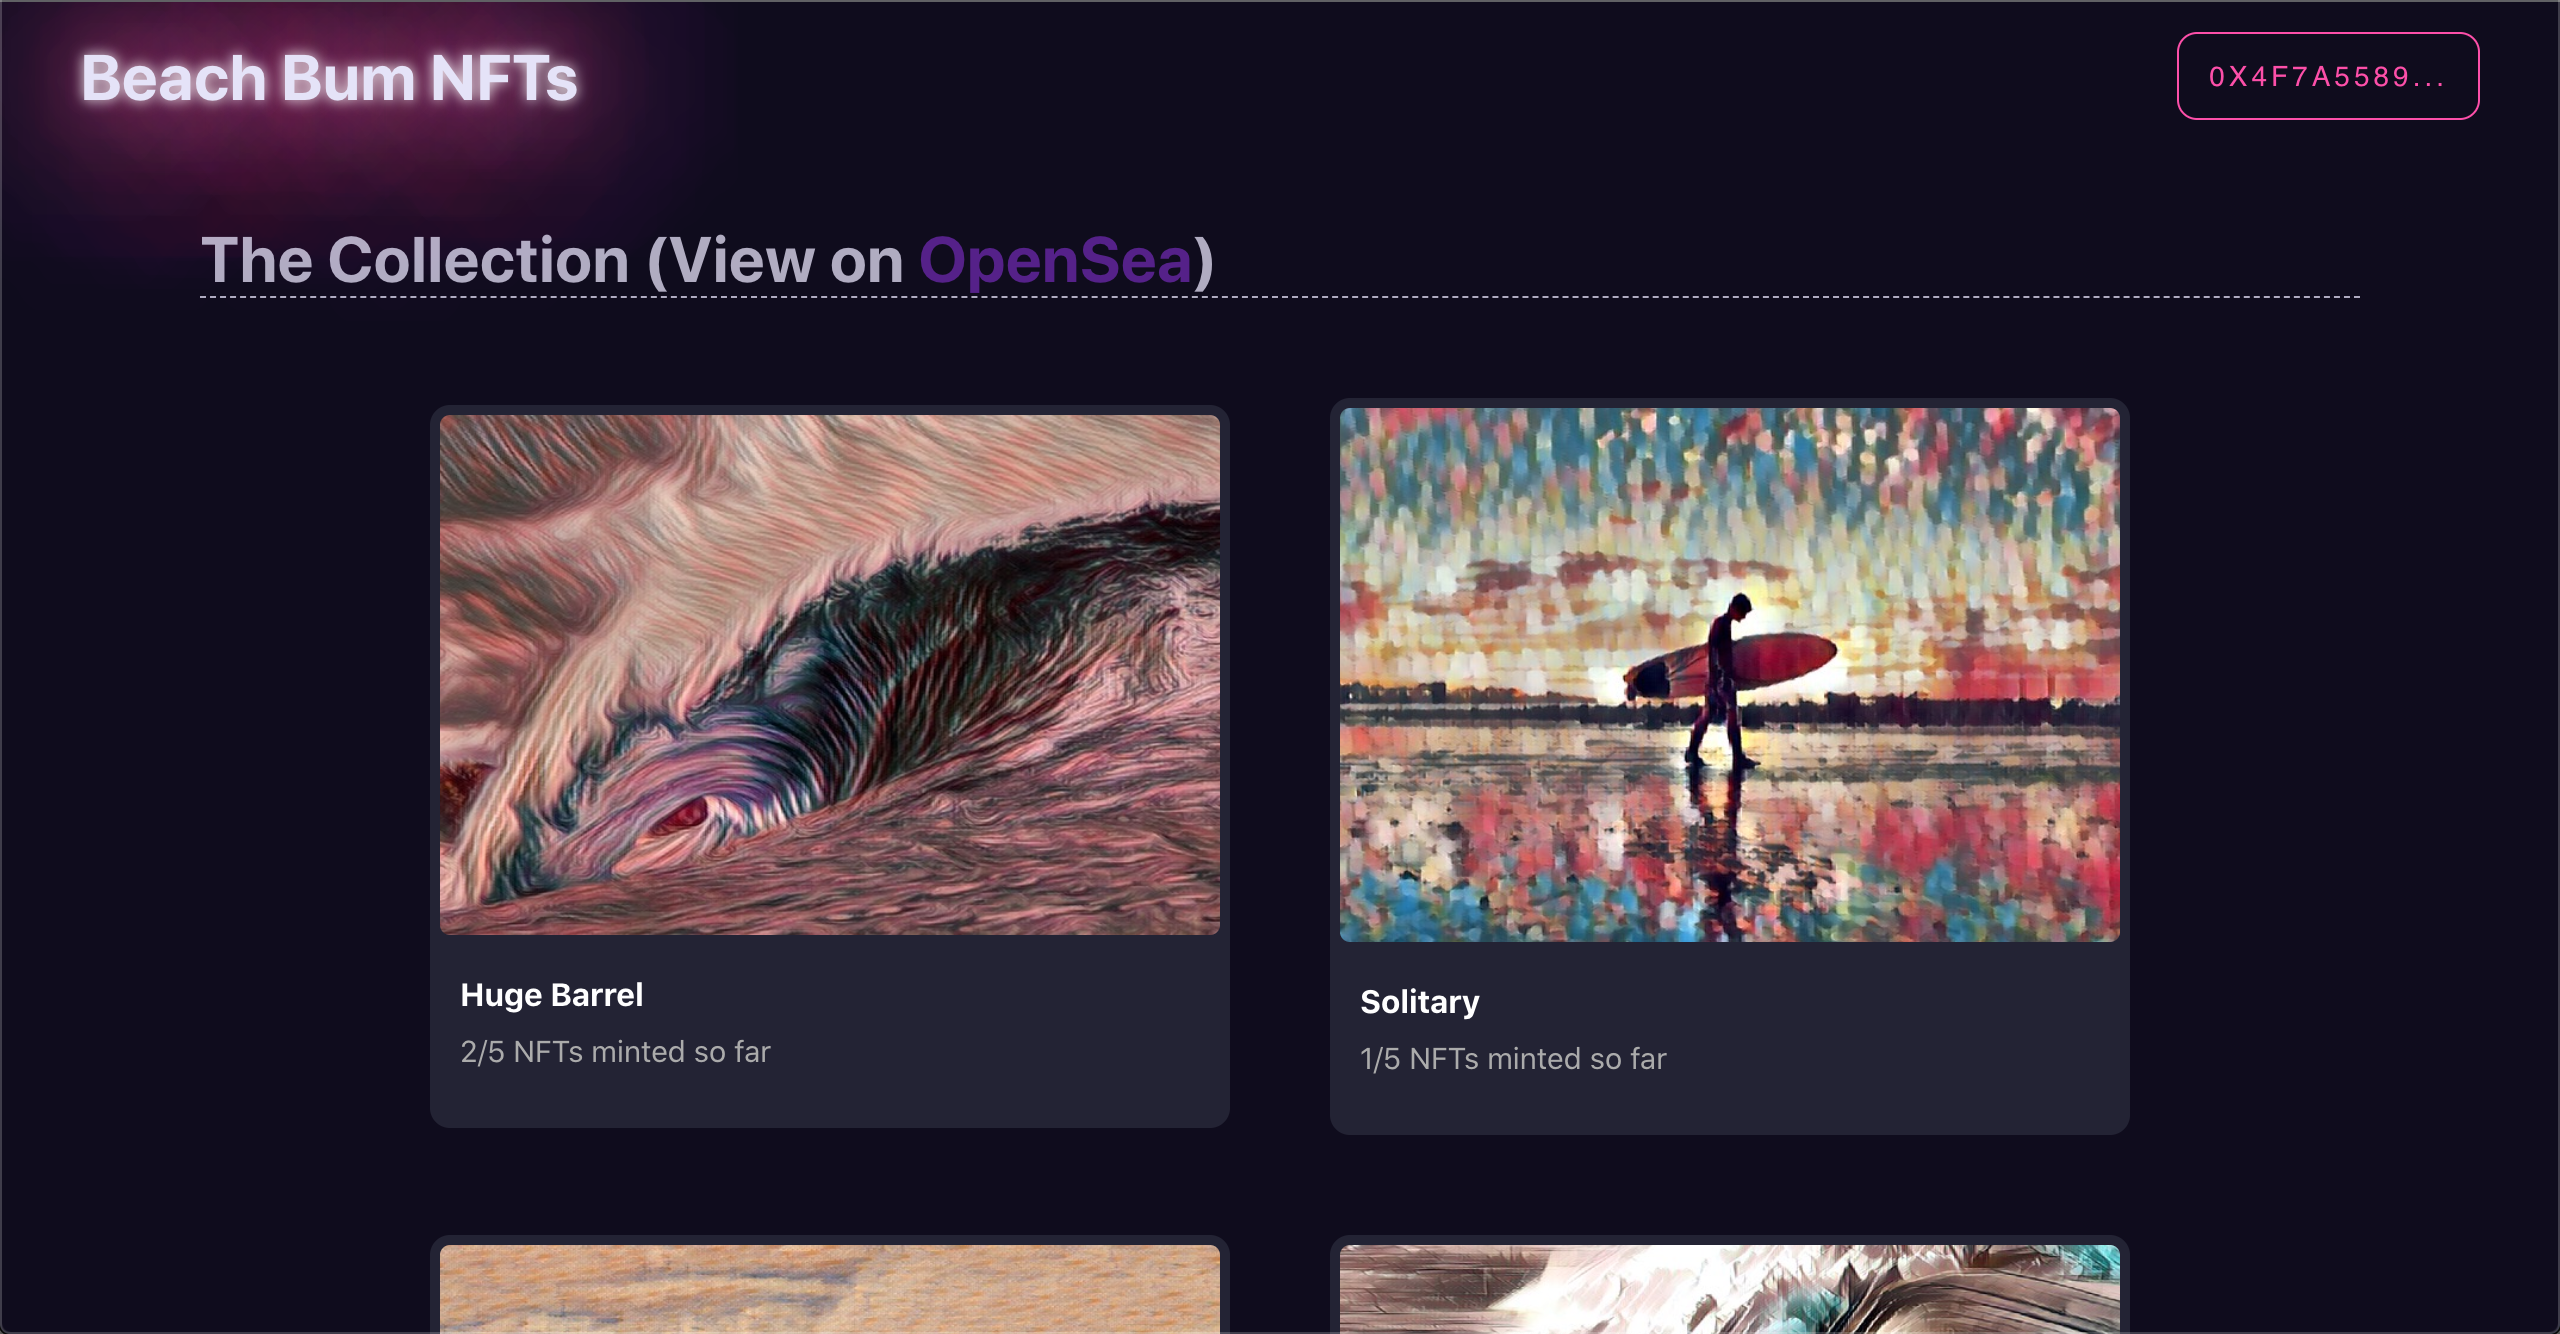 Beach Bum NFTs
0X4F7A5589...
The Collection (View on OpenSea)
Huge Barrel
2/5 NFTs minted so far
Solitary
1/5 NFTs minted so far